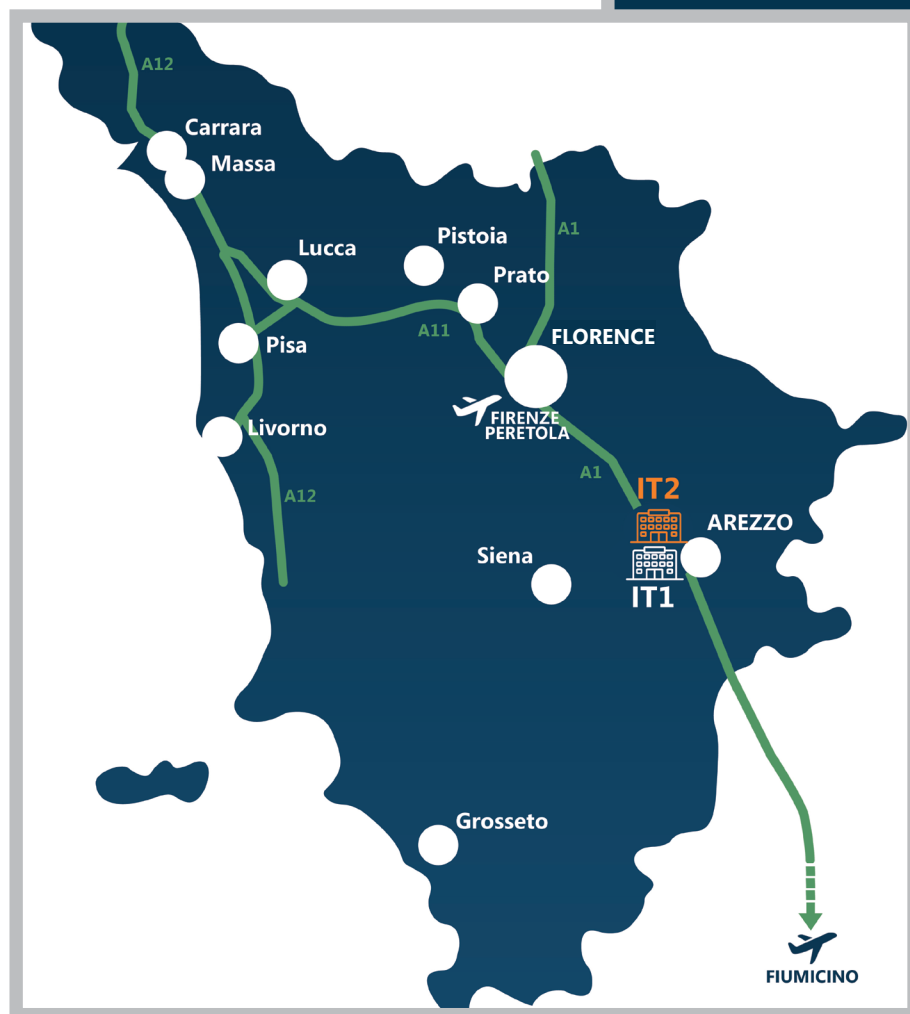 A12
Carrara
Massa
A1
Pistoia
Lucca
Prato
A11
FLORENCE
Pisa
FIRENZE
PERETOLA
Livorno
A1
IT2
A12
AREZZO
Siena
IT1
Grosseto
FIUMICINO